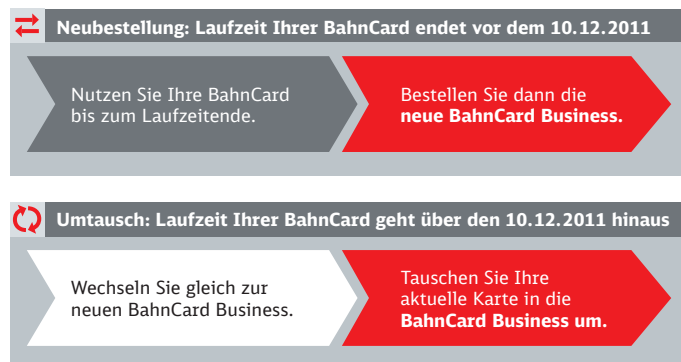 Neubestellung: Laufzeit Ihrer BahnCard endet vor dem 10.12.2011
Nutzen Sie Ihre BahnCard
bis zum Laufzeitende.
Bestellen Sie dann die
neue BahnCard Business.
Umtausch: Laufzeit Ihrer BahnCard geht über den 10.12.2011 hinaus
Wechseln Sie gleich zur
neuen BahnCard Business.
Tauschen Sie Ihre
aktuelle Karte in die
BahnCard Business um.